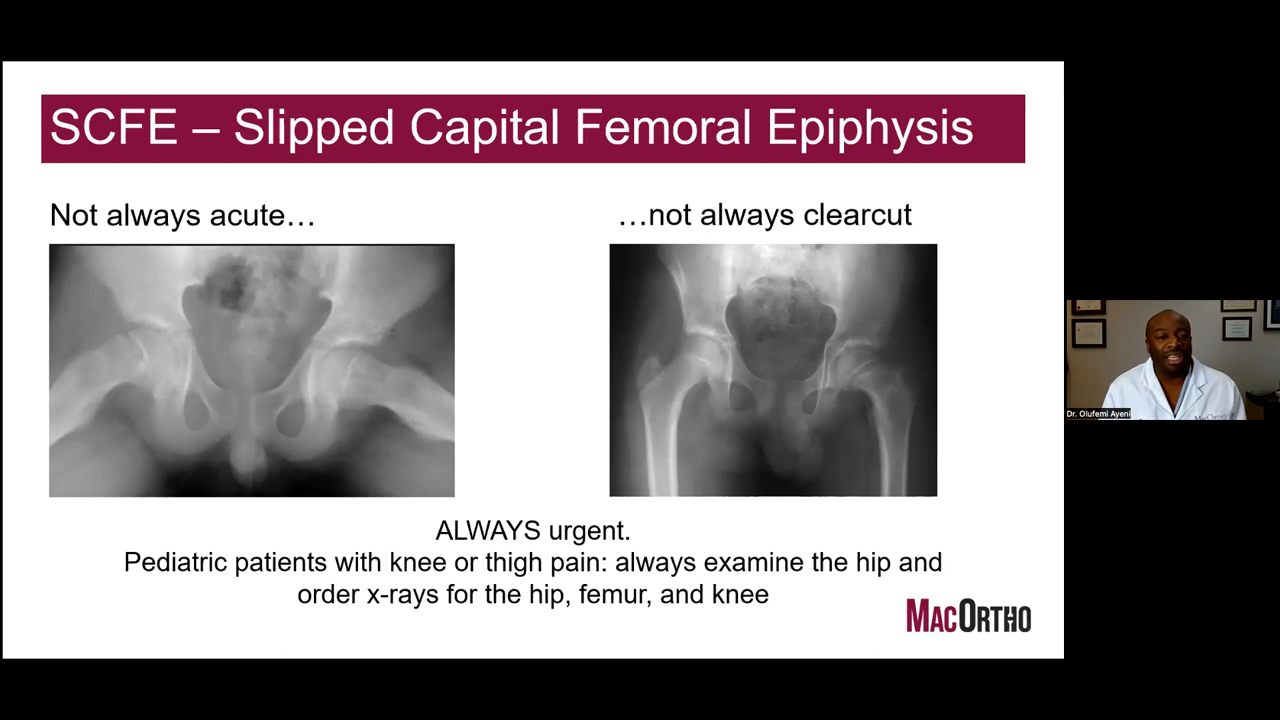 SCFE – Slipped Capital Femoral Epiphysis
Not always acute…
…not always clearcut
ALWAYS urgent.
Pediatric patients with knee or thigh pain: always examine the hip and
order x-rays for the hip, femur, and knee
MACORTHO
Dr. Olufemi Ayeni
MACORTHO